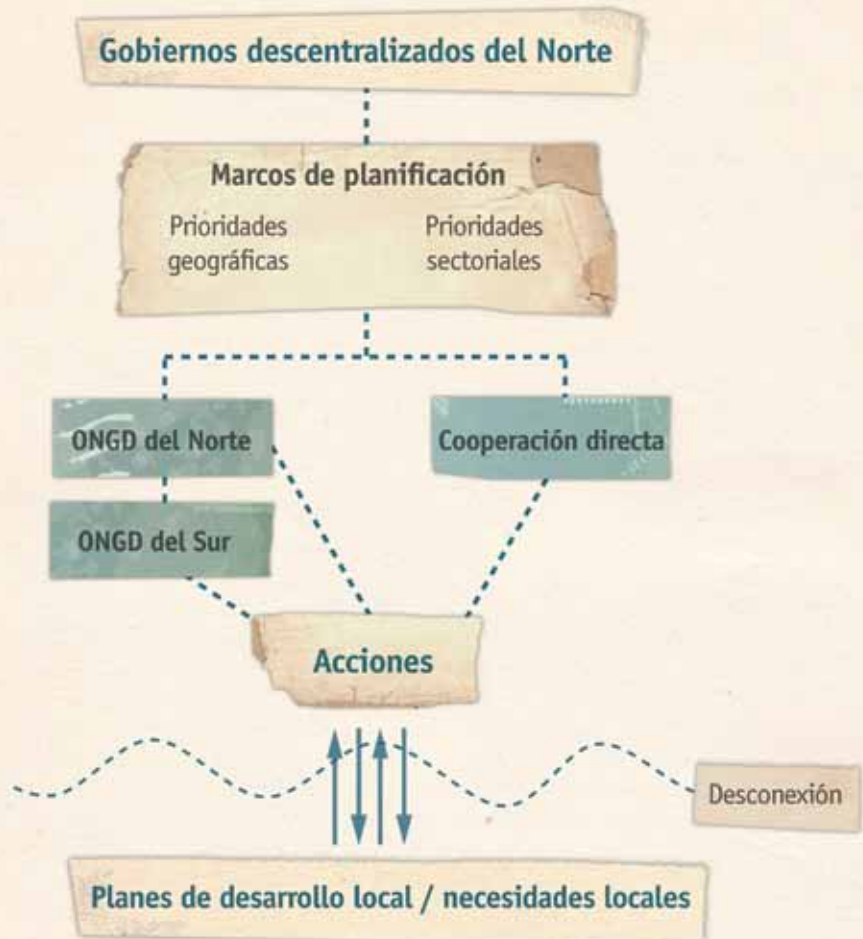 Gobiernos descentralizados del Norte
Marcos de planificación
Prioridades
geográficas
Prioridades
sectoriales
ONGD del Norte
Cooperación directa
ONGD del Sur
Acciones
Desconexión
Planes de desarrollo local / necesidades locales